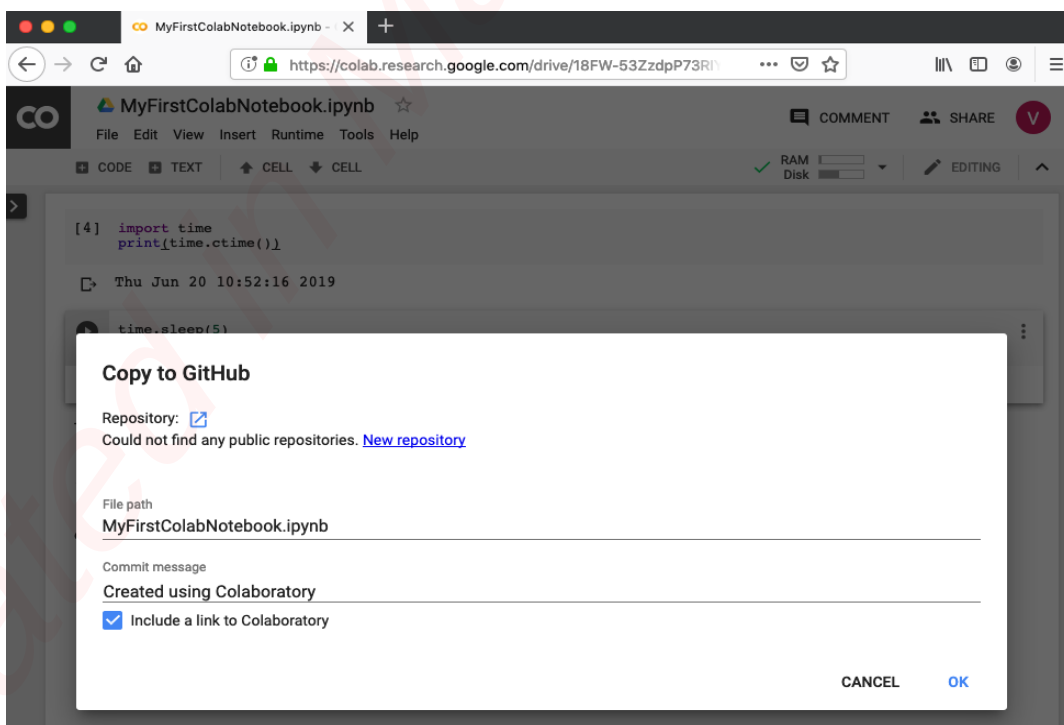 MyFirstColabNotebook.ipynb -
https://colab.research.google.com/drive/18FW-53ZzdpP73RI
CO
MyFirstColabNotebook.ipynb
COMMENT
SHARE
V
File Edit View Insert Runtime Tools Help
CODE TEXT CELL CELL
RAM
Disk
EDITING
[4] import time
print(time.ctime())
Thu Jun 20 10:52:16 2019
time.sleep(5)
Copy to GitHub
Repository:
Could not find any public repositories. New repository
File path
MyFirstColabNotebook.ipynb
Commit message
Created using Colaboratory
Include a link to Colaboratory
CANCEL OK